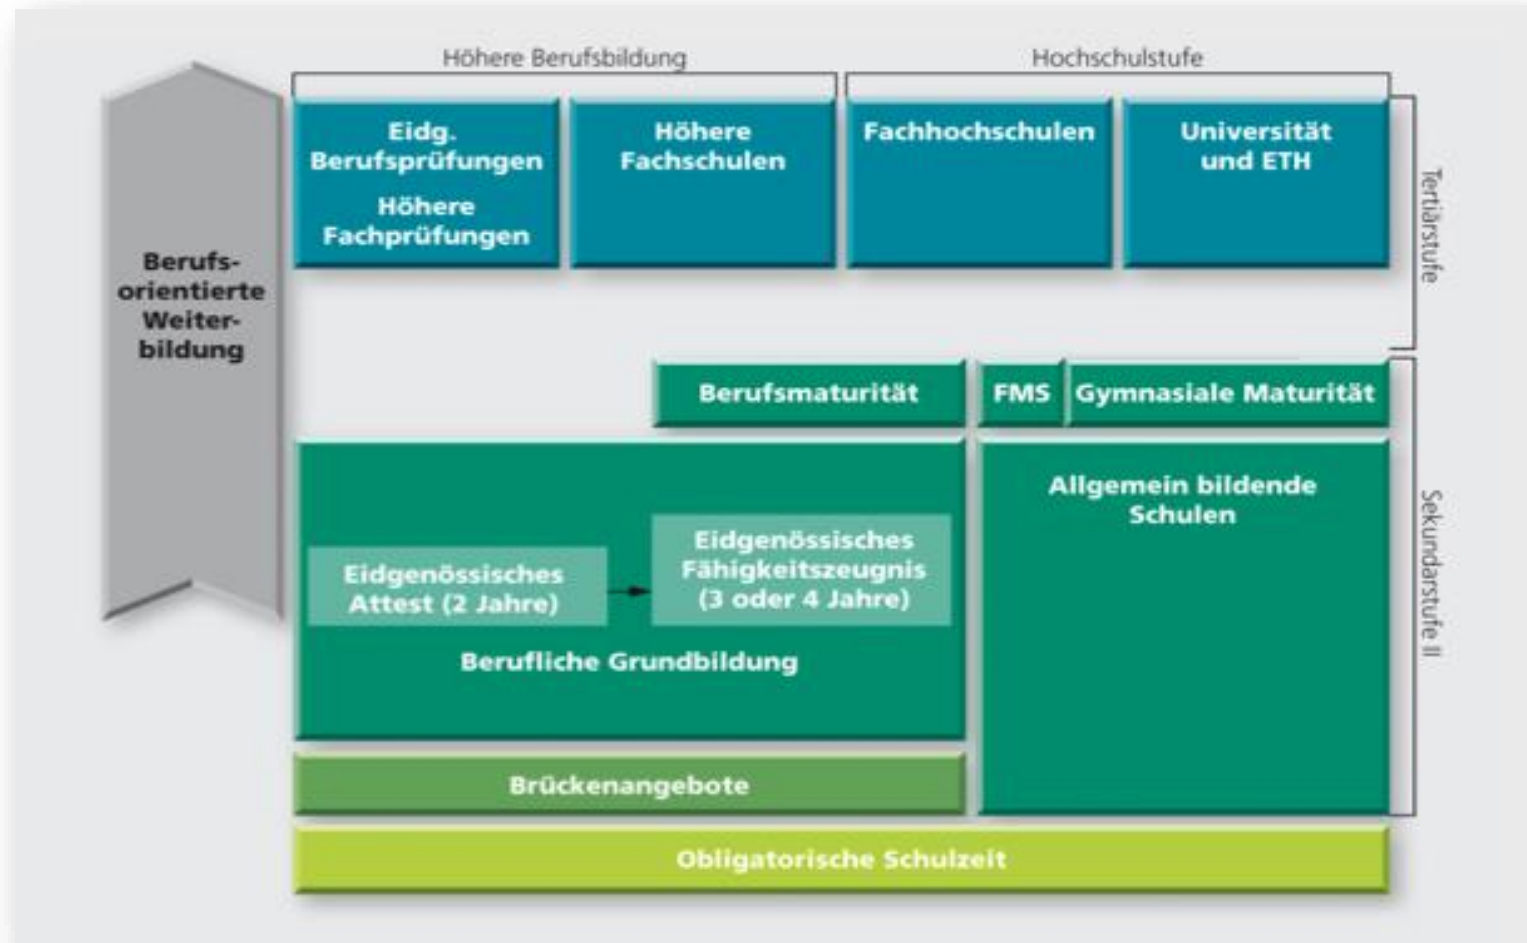 Höhere Berufsbildung
Hochschulstufe
Eidg.
Berufsprüfungen
Höhere
Fachprüfungen
Höhere
Fachschulen
Fachhochschulen
Universität
und ETH
Tertiärstufe
Berufs-
orientierte
Weiter-
bildung
Berufsmaturität
FMS
Gymnasiale Maturität
Eidgenössisches
Attest (2 Jahre)
Eidgenössisches
Fähigkeitszeugnis
(3 oder 4 Jahre)
Berufliche Grundbildung
Allgemein bildende
Schulen
Sekundarstufe II
Brückenangebote
Obligatorische Schulzeit